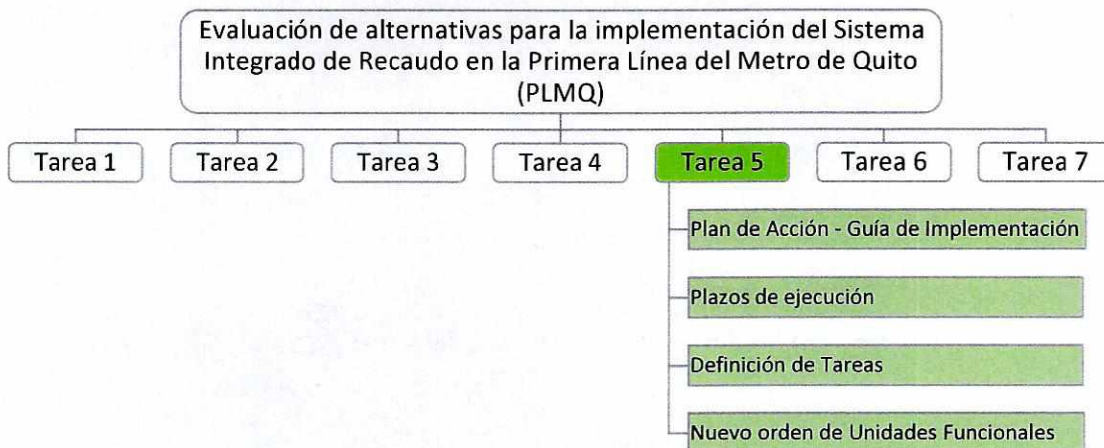 Evaluación de alternativas para la implementación del Sistema
Integrado de Recaudo en la Primera Línea del Metro de Quito
(PLMQ)
Tarea 1
Tarea 2
Tarea 3
Tarea 4
Tarea 5
Tarea 6
Tarea 7
Plan de Acción - Guía de Implementación
Plazos de ejecución
Definición de Tareas
Nuevo orden de Unidades Funcionales